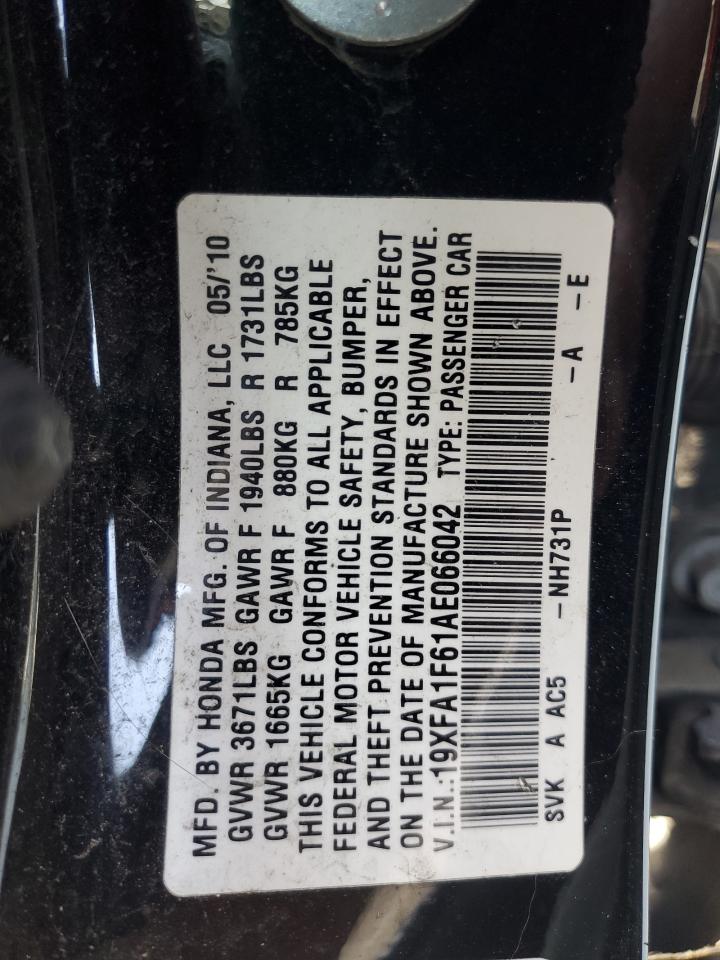 MFD. BY HONDA MFG. OF INDIANA, LLC 05/'10
GVWR 3671LBS GAWR F 1940LBS R 1731LBS
GVWR 1665KG GAWR F 880KG R 785KG
THIS VEHICLE CONFORMS TO ALL APPLICABLE
FEDERAL MOTOR VEHICLE SAFETY, BUMPER,
AND THEFT PREVENTION STANDARDS IN EFFECT
ON THE DATE OF MANUFACTURE SHOWN ABOVE.
V.I.N.:19XFA1F61AE066042 TYPE: PASSENGER CAR
SVK A AC5 -NH731P -A -E